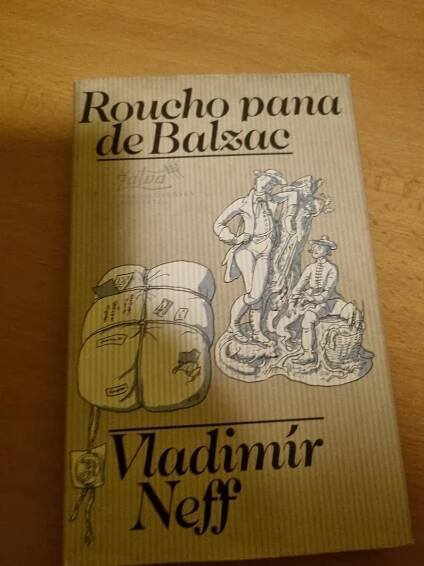 Roucho pana
de Balzac
Vladimír
Neff